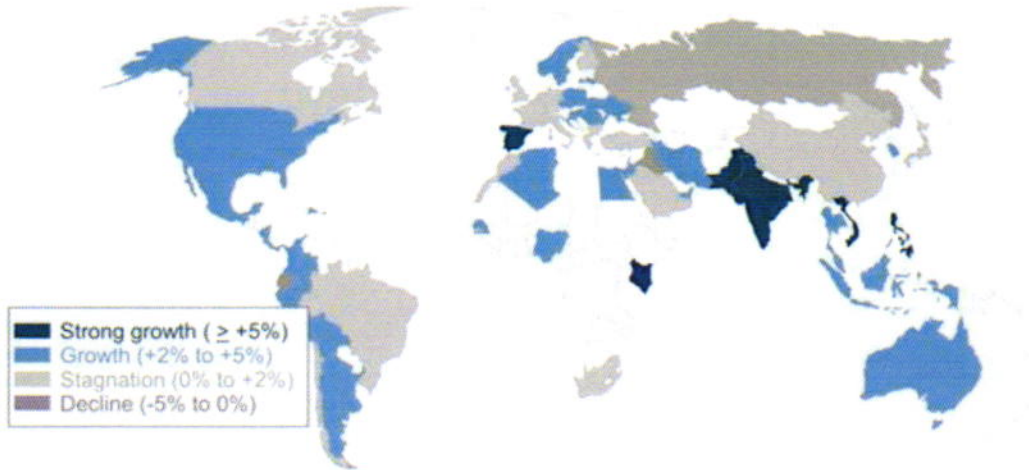 Strong growth ( ≥ +5%)
Growth (+2% to +5%)
Stagnation (0% to +2%)
Decline (-5% to 0%)